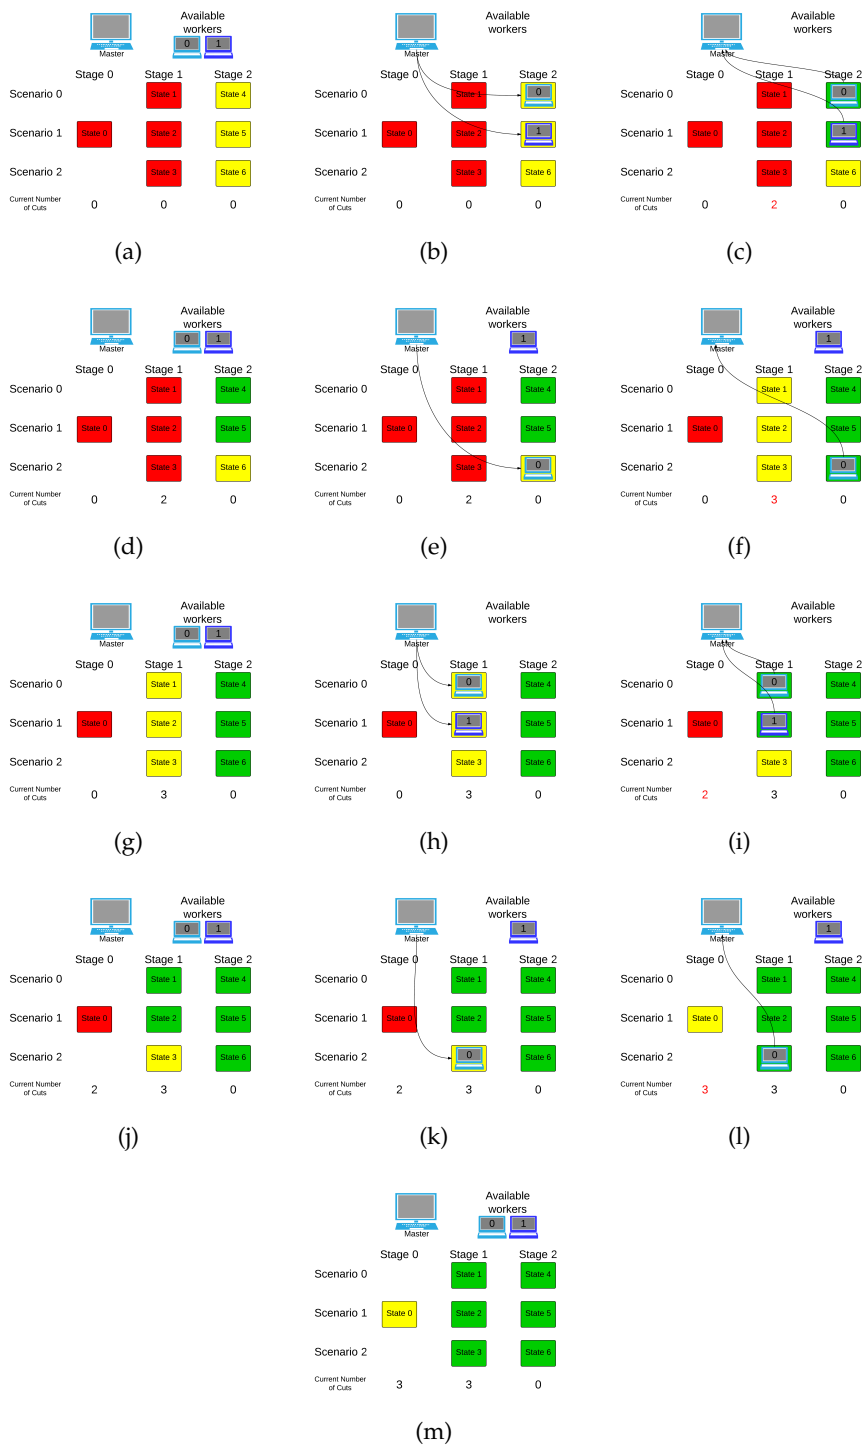 Available
workers
0 1
Master
Stage 0 Stage 1 Stage 2
Scenario 0 State 1 State 4
Scenario 1 State 0 State 2 State 5
Scenario 2 State 3 State 6
Current Number
of Cuts 0 0 0
(a)
Available
workers
Master
Stage 0 Stage 1 Stage 2
Scenario 0 State 1 0
Scenario 1 State 0 State 2 1
Scenario 2 State 3 State 6
Current Number
of Cuts 0 0 0
(b)
Available
workers
Master
Stage 0 Stage 1 Stage 2
Scenario 0 State 1 0
Scenario 1 State 0 State 2 1
Scenario 2 State 3 State 6
Current Number
of Cuts 0 2 0
(c)
Available
workers
0 1
Master
Stage 0 Stage 1 Stage 2
Scenario 0 State 1 State 4
Scenario 1 State 0 State 2 State 5
Scenario 2 State 3 State 6
Current Number
of Cuts 0 2 0
(d)
Available
workers
1
Master
Stage 0 Stage 1 Stage 2
Scenario 0 State 1 State 4
Scenario 1 State 0 State 2 State 5
Scenario 2 State 3 0
Current Number
of Cuts 0 2 0
(e)
Available
workers
1
Master
Stage 0 Stage 1 Stage 2
Scenario 0 State 1 State 4
Scenario 1 State 0 State 2 State 5
Scenario 2 State 3 0
Current Number
of Cuts 0 3 0
(f)
Available
workers
0 1
Master
Stage 0 Stage 1 Stage 2
Scenario 0 State 1 State 4
Scenario 1 State 0 State 2 State 5
Scenario 2 State 3 State 6
Current Number
of Cuts 0 3 0
(g)
Available
workers
Master
Stage 0 Stage 1 Stage 2
Scenario 0 0 State 4
Scenario 1 State 0 1 State 5
Scenario 2 State 3 State 6
Current Number
of Cuts 0 3 0
(h)
Available
workers
Master
Stage 0 Stage 1 Stage 2
Scenario 0 0 State 4
Scenario 1 State 0 1 State 5
Scenario 2 State 3 State 6
Current Number
of Cuts 2 3 0
(i)
Available
workers
0 1
Master
Stage 0 Stage 1 Stage 2
Scenario 0 State 1 State 4
Scenario 1 State 0 State 2 State 5
Scenario 2 State 3 State 6
Current Number
of Cuts 2 3 0
(j)
Available
workers
1
Master
Stage 0 Stage 1 Stage 2
Scenario 0 State 1 State 4
Scenario 1 State 0 State 2 State 5
Scenario 2 0 State 6
Current Number
of Cuts 2 3 0
(k)
Available
workers
1
Master
Stage 0 Stage 1 Stage 2
Scenario 0 State 1 State 4
Scenario 1 State 0 State 2 State 5
Scenario 2 0 State 6
Current Number
of Cuts 3 3 0
(l)
Available
workers
0 1
Master
Stage 0 Stage 1 Stage 2
Scenario 0 State 1 State 4
Scenario 1 State 0 State 2 State 5
Scenario 2 State 3 State 6
Current Number
of Cuts 3 3 0
(m)